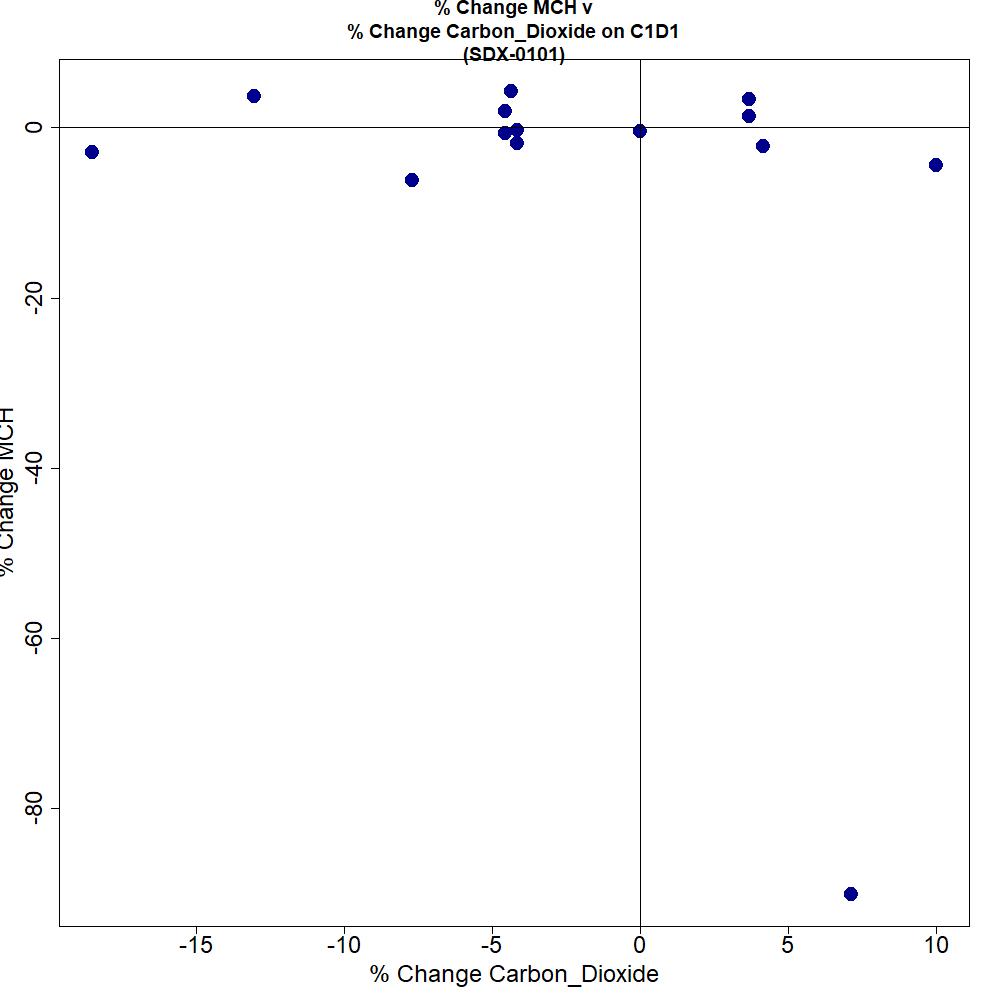 % Change MCH v
% Change Carbon_Dioxide on C1D1
(SDX-0101)
0
-20
-40
-60
-80
% Change MCH
-15
-10
-5
0
5
10
% Change Carbon_Dioxide